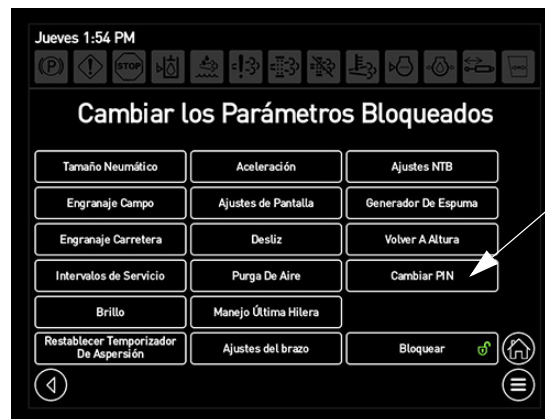 Jueves 1:54 PM
(P)
STOP
Cambiar los Parámetros Bloqueados
Tamaño Neumático
Aceleración
Ajustes NTB
Engranaje Campo
Ajustes de Pantalla
Generador De Espuma
Engranaje Carretera
Desliz
Volver A Altura
Intervalos de Servicio
Purga De Aire
Cambiar PIN
Brillo
Manejo Última Hilera
Restablecer Temporizador
De Aspersión
Ajustes del brazo
Bloquear